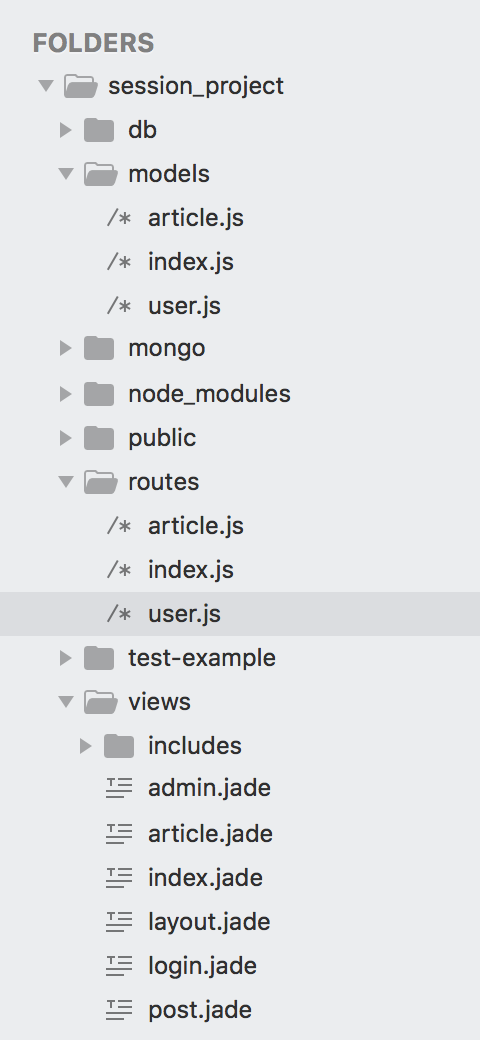 FOLDERS
session_project
db
models
/* article.js
/* index.js
/* user.js
mongo
node_modules
public
routes
/* article.js
/* index.js
/* user.js
test-example
views
includes
admin.jade
article.jade
index.jade
layout.jade
login.jade
post.jade